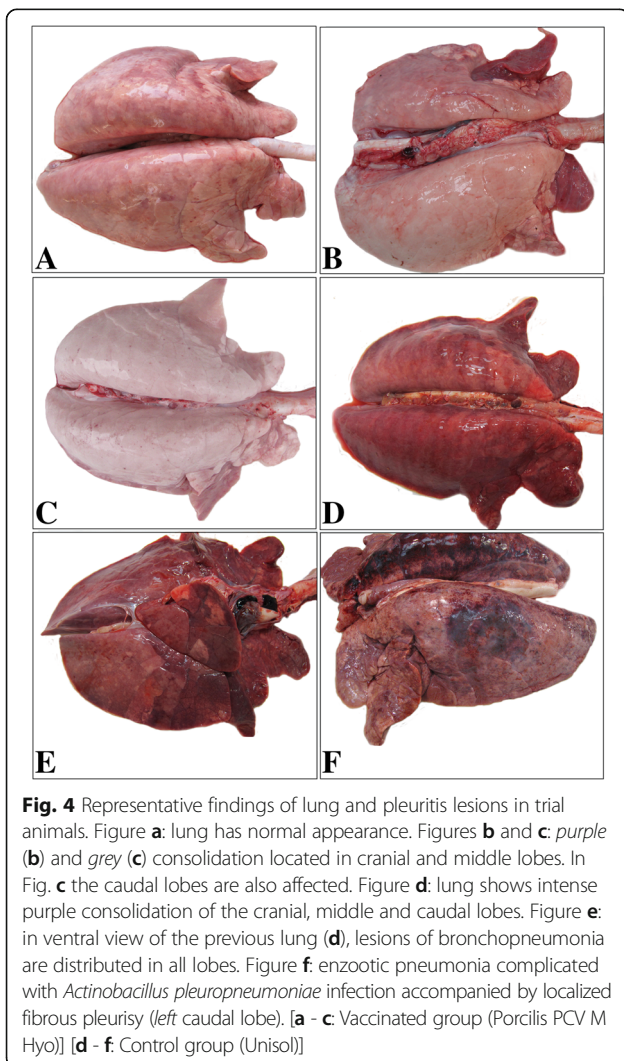 A
B
C
D
E
F
Fig. 4 Representative findings of lung and pleuritis lesions in trial
animals. Figure a: lung has normal appearance. Figures b and c: purple
(b) and grey (c) consolidation located in cranial and middle lobes. In
Fig. c the caudal lobes are also affected. Figure d: lung shows intense
purple consolidation of the cranial, middle and caudal lobes. Figure e:
in ventral view of the previous lung (d), lesions of bronchopneumonia
are distributed in all lobes. Figure f: enzootic pneumonia complicated
with Actinobacillus pleuropneumoniae infection accompanied by localized
fibrous pleurisy (left caudal lobe). [a - c: Vaccinated group (Porcilis PCV M
Hyo)] [d - f: Control group (Unisol)]